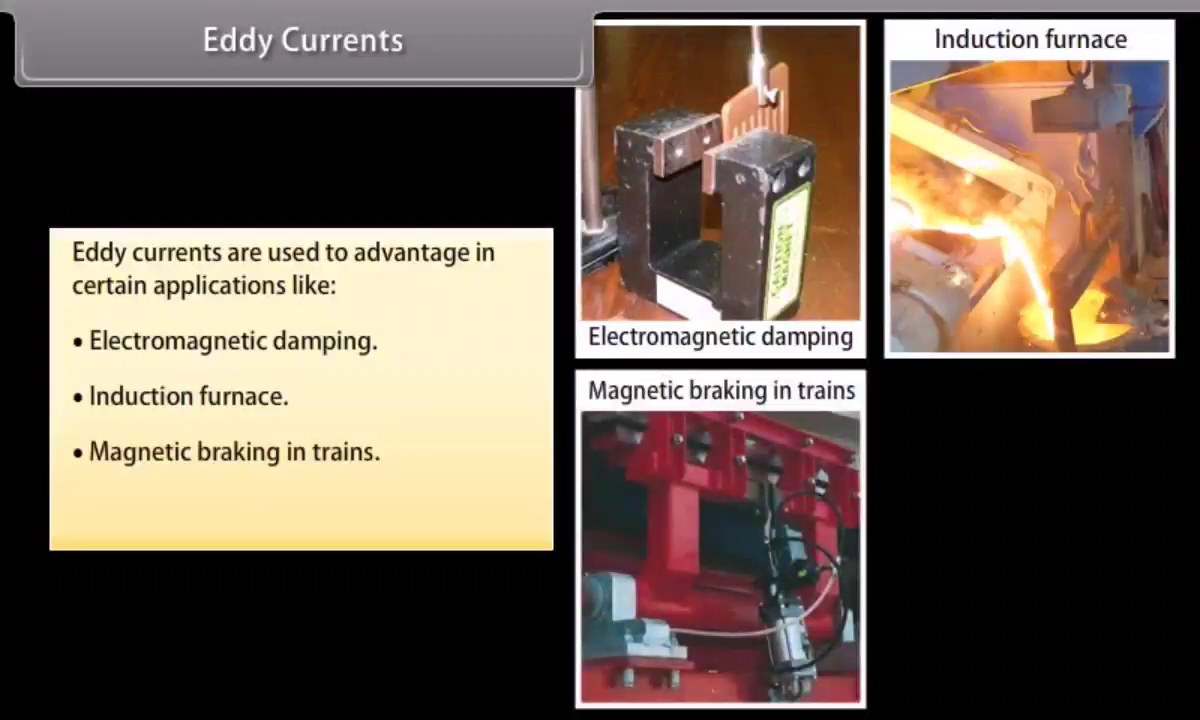 Eddy Currents
Eddy currents are used to advantage in
certain applications like:
• Electromagnetic damping.
• Induction furnace.
• Magnetic braking in trains.
Electromagnetic damping
Induction furnace
Magnetic braking in trains